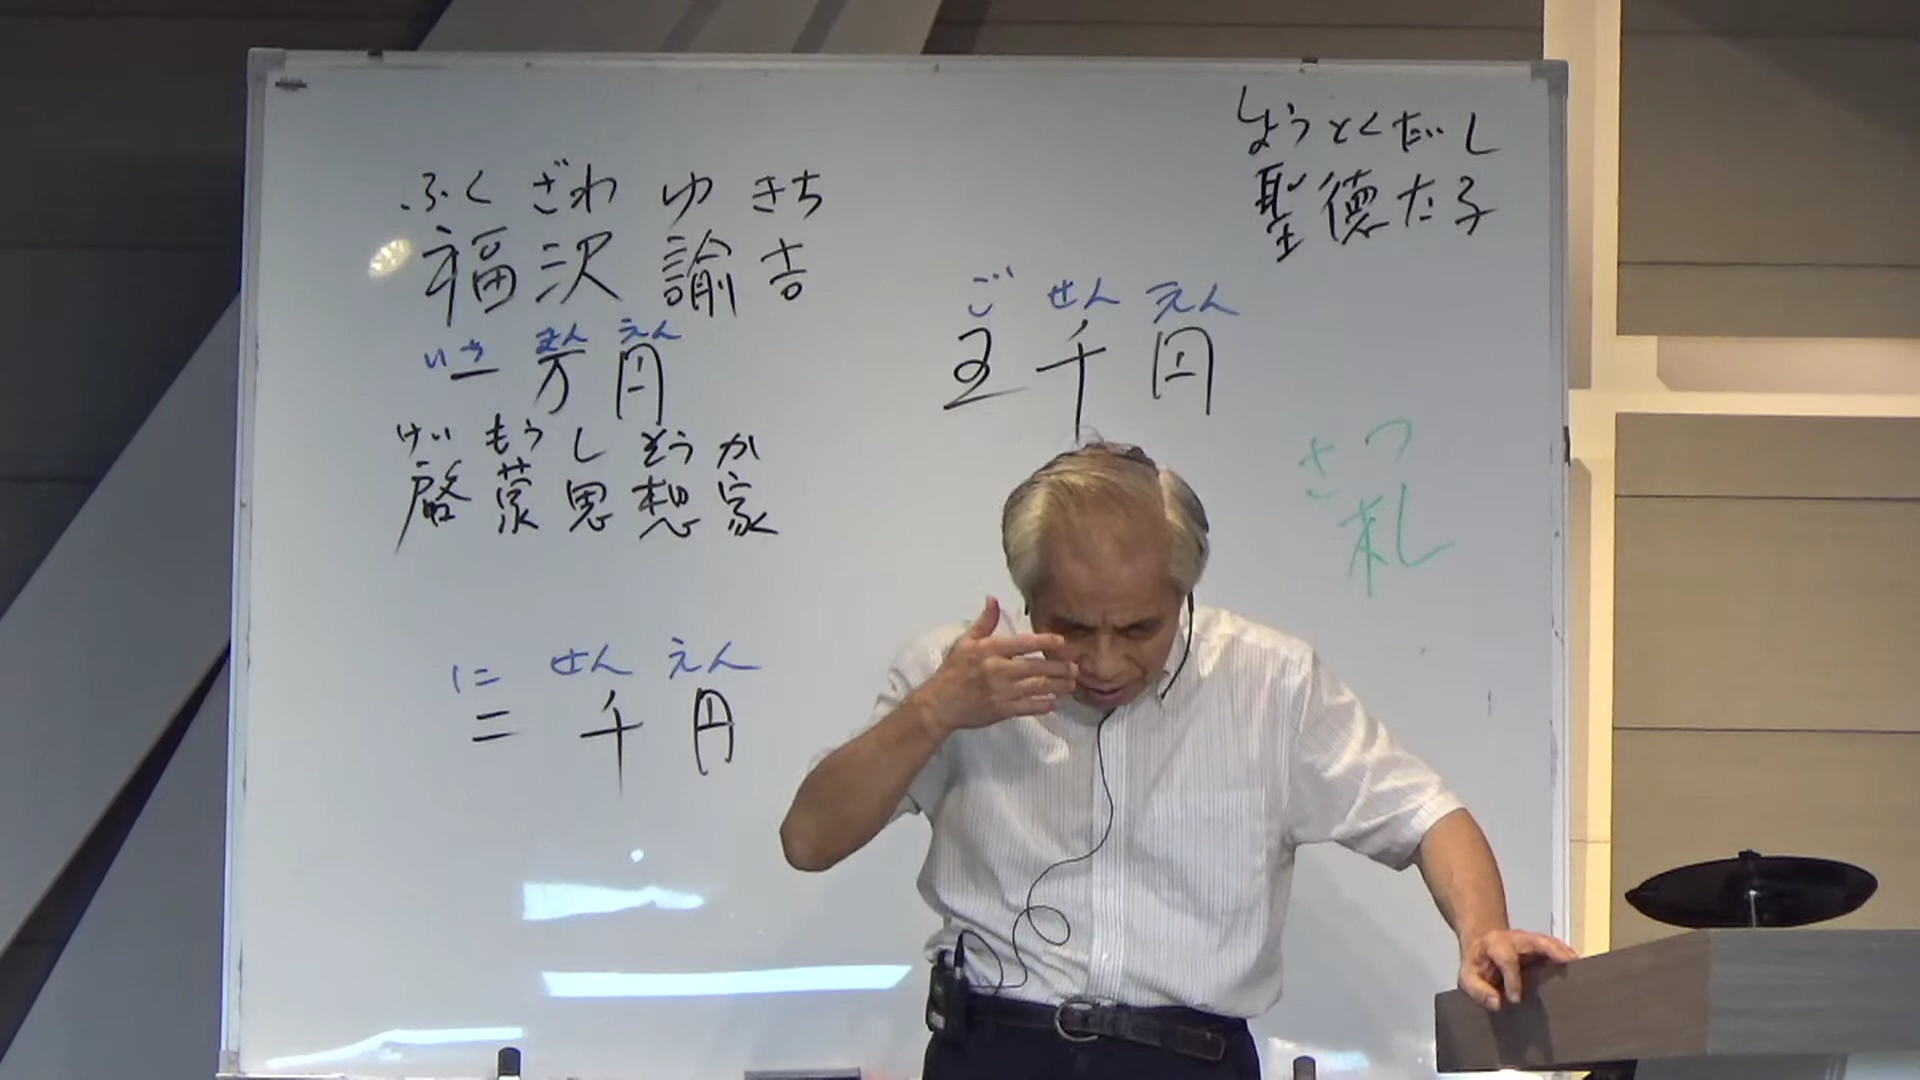 ふくざわゆきち
福沢諭吉
いちまんえん
一万円
けいもうしそうか
啓蒙思想家
にせんえん
二千円
しょうとくたいし
聖徳太子
ごせんえん
五千円
さつ
札